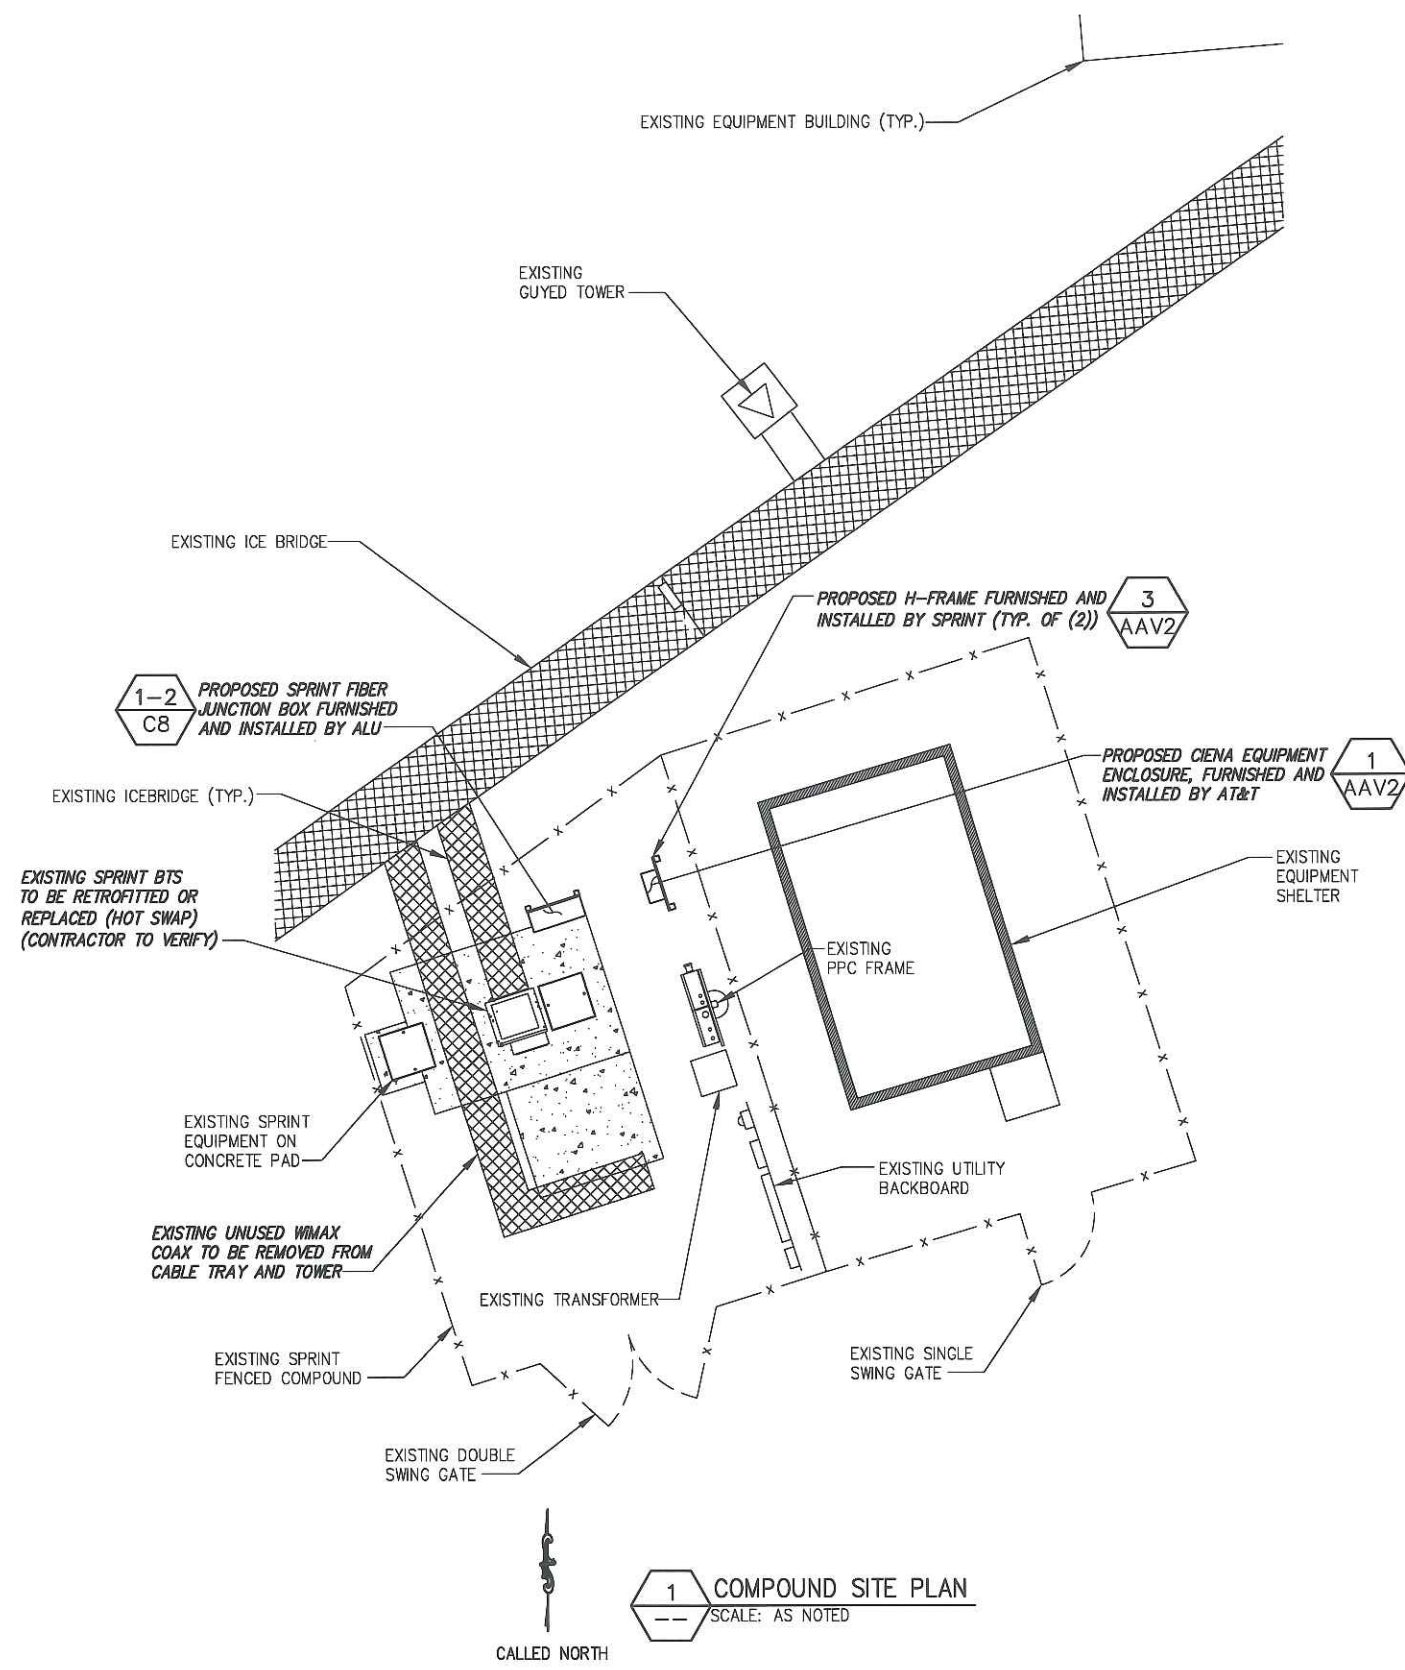 EXISTING EQUIPMENT BUILDING (TYP.)
EXISTING
GUYED TOWER
EXISTING ICE BRIDGE
PROPOSED H-FRAME FURNISHED AND
INSTALLED BY SPRINT (TYP. OF (2))
3
AAV2
1-2
C8
PROPOSED SPRINT FIBER
JUNCTION BOX FURNISHED
AND INSTALLED BY ALU
PROPOSED CIENA EQUIPMENT
ENCLOSURE, FURNISHED AND
INSTALLED BY AT&T
1
AAV2
EXISTING ICEBRIDGE (TYP.)
EXISTING SPRINT BTS
TO BE RETROFITTED OR
REPLACED (HOT SWAP)
(CONTRACTOR TO VERIFY)
EXISTING
EQUIPMENT
SHELTER
EXISTING
PPC FRAME
EXISTING SPRINT
EQUIPMENT ON
CONCRETE PAD
EXISTING UTILITY
BACKBOARD
EXISTING UNUSED WIMAX
COAX TO BE REMOVED FROM
CABLE TRAY AND TOWER
EXISTING TRANSFORMER
EXISTING SPRINT
FENCED COMPOUND
EXISTING SINGLE
SWING GATE
EXISTING DOUBLE
SWING GATE
CALLED NORTH
1
--
COMPOUND SITE PLAN
SCALE: AS NOTED